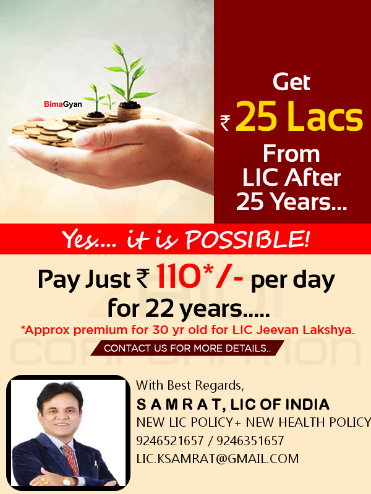 BimaGyan
Get
₹ 25 Lacs
From
LIC After
25 Years...
Yes.... it is POSSIBLE!
Pay Just ₹ 110*/- per day
for 22 years.....
*Approx premium for 30 yr old for LIC Jeevan Lakshya.
CONTACT US FOR MORE DETAILS..
With Best Regards,
S A M R A T, LIC OF INDIA
NEW LIC POLICY+ NEW HEALTH POLICY
9246521657 / 9246351657
LIC.KSAMRAT@GMAIL.COM